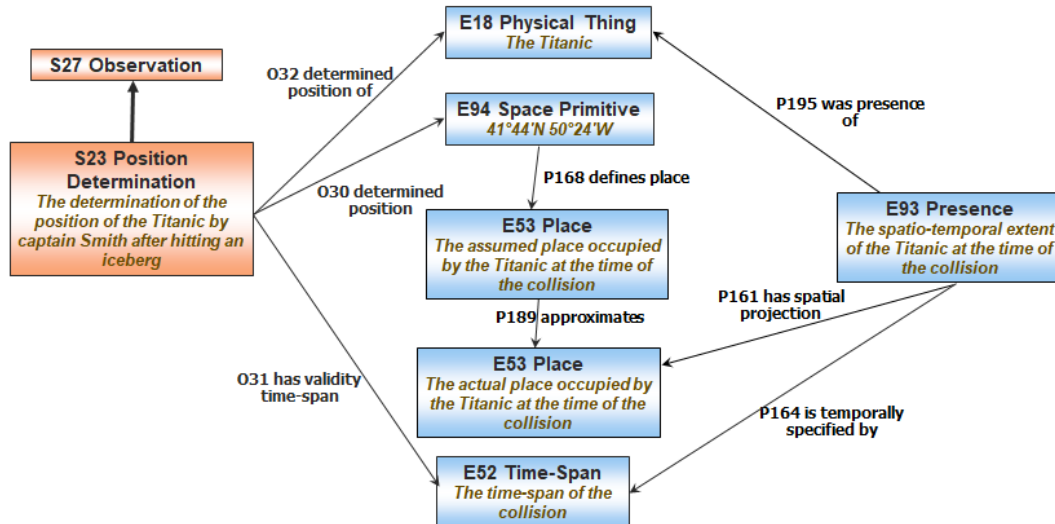 E18 Physical Thing
The Titanic
S27 Observation
O32 determined
position of
E94 Space Primitive
41°44'N 50°24'W
P195 was presence
of
S23 Position
Determination
The determination of the
position of the Titanic by
captain Smith after hitting an
iceberg
P168 defines place
O30 determined
position
E53 Place
The assumed place occupied
by the Titanic at the time of
the collision
E93 Presence
The spatio-temporal extent
of the Titanic at the time of
the collision
P189 approximates
P161 has spatial
projection
E53 Place
The actual place occupied by
the Titanic at the time of the
collision
O31 has validity
time-span
P164 is temporally
specified by
E52 Time-Span
The time-span of the
collision